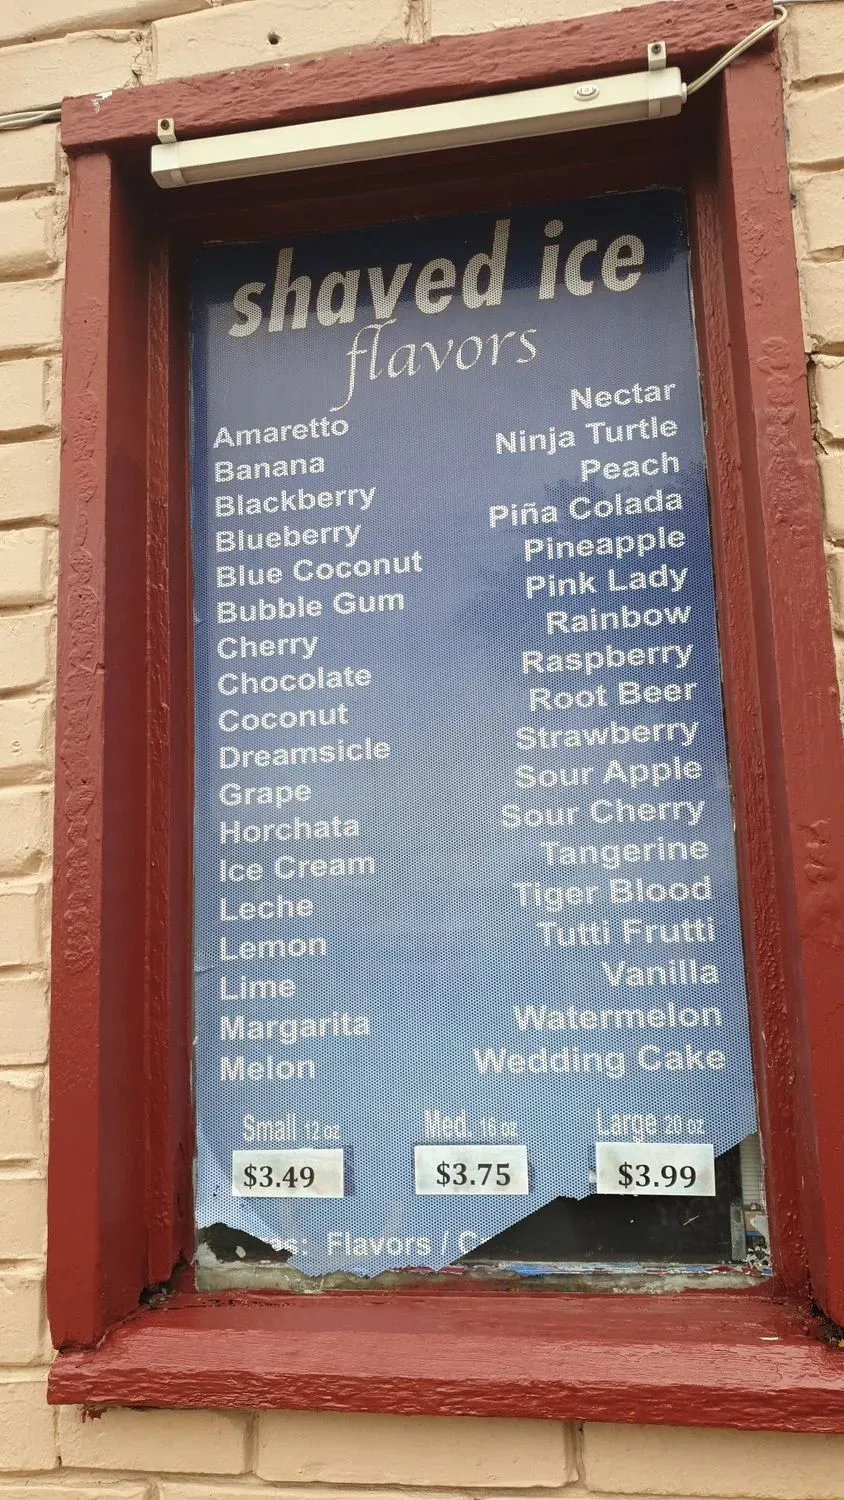 shaved ice
flavors
Amaretto
Banana
Blackberry
Blueberry
Blue Coconut
Bubble Gum
Cherry
Chocolate
Coconut
Dreamsicle
Grape
Horchata
Ice Cream
Leche
Lemon
Lime
Margarita
Melon
Nectar
Ninja Turtle
Peach
Piña Colada
Pineapple
Pink Lady
Rainbow
Raspberry
Root Beer
Strawberry
Sour Apple
Sour Cherry
Tangerine
Tiger Blood
Tutti Frutti
Vanilla
Watermelon
Wedding Cake
Small 12 oz
$3.49
Med. 16 oz
$3.75
Large 20 oz
$3.99
Flavors /